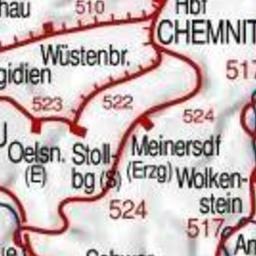 hau
510
Hbf
CHEMNIT
Wüstenbr.
gidien
517
523
522
524
Meinersdf
(Erzg)
Oelsn.
(E)
Stoll-
bg (S)
Wolken-
stein
524
517
An